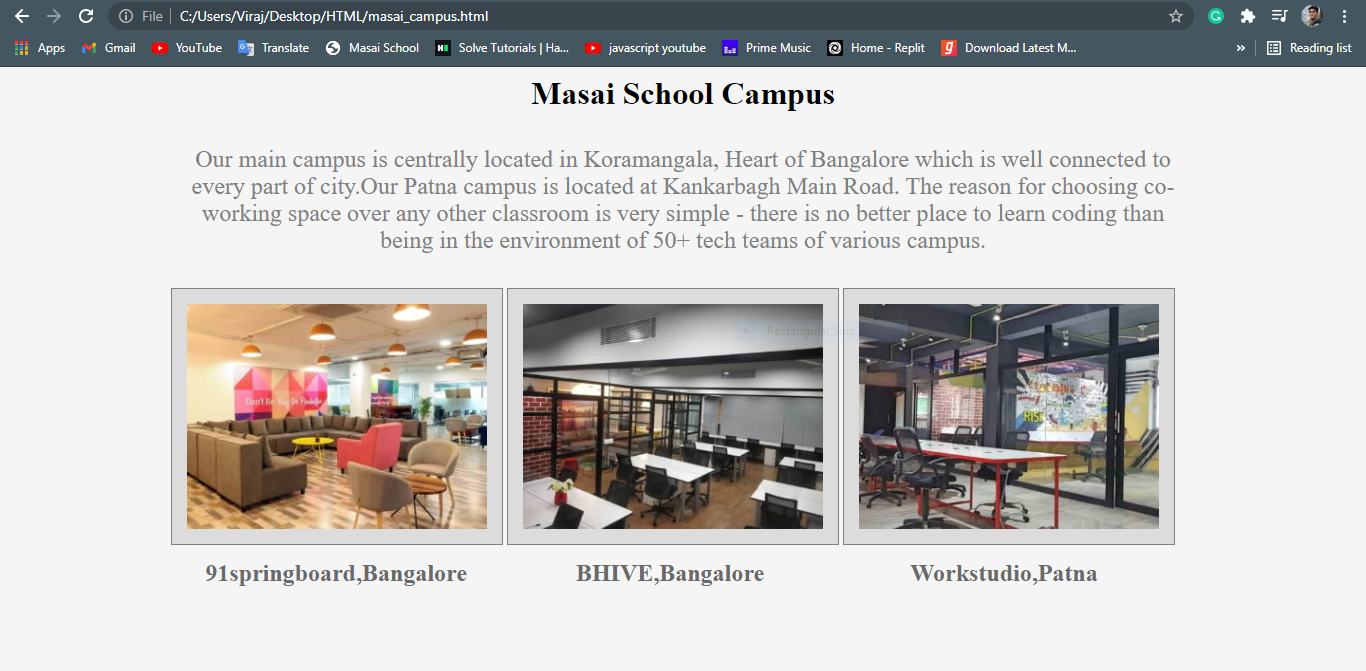 File C:/Users/Viraj/Desktop/HTML/masai_campus.html
Apps Gmail YouTube Translate Masai School Solve Tutorials | Ha... javascript youtube Prime Music Home - Replit Download Latest M... » Reading list
Masai School Campus
Our main campus is centrally located in Koramangala, Heart of Bangalore which is well connected to
every part of city.Our Patna campus is located at Kankarbagh Main Road. The reason for choosing co-
working space over any other classroom is very simple - there is no better place to learn coding than
being in the environment of 50+ tech teams of various campus.
Rectangular Snip
Don't Be
RISK
91springboard,Bangalore
BHIVE,Bangalore
Workstudio,Patna